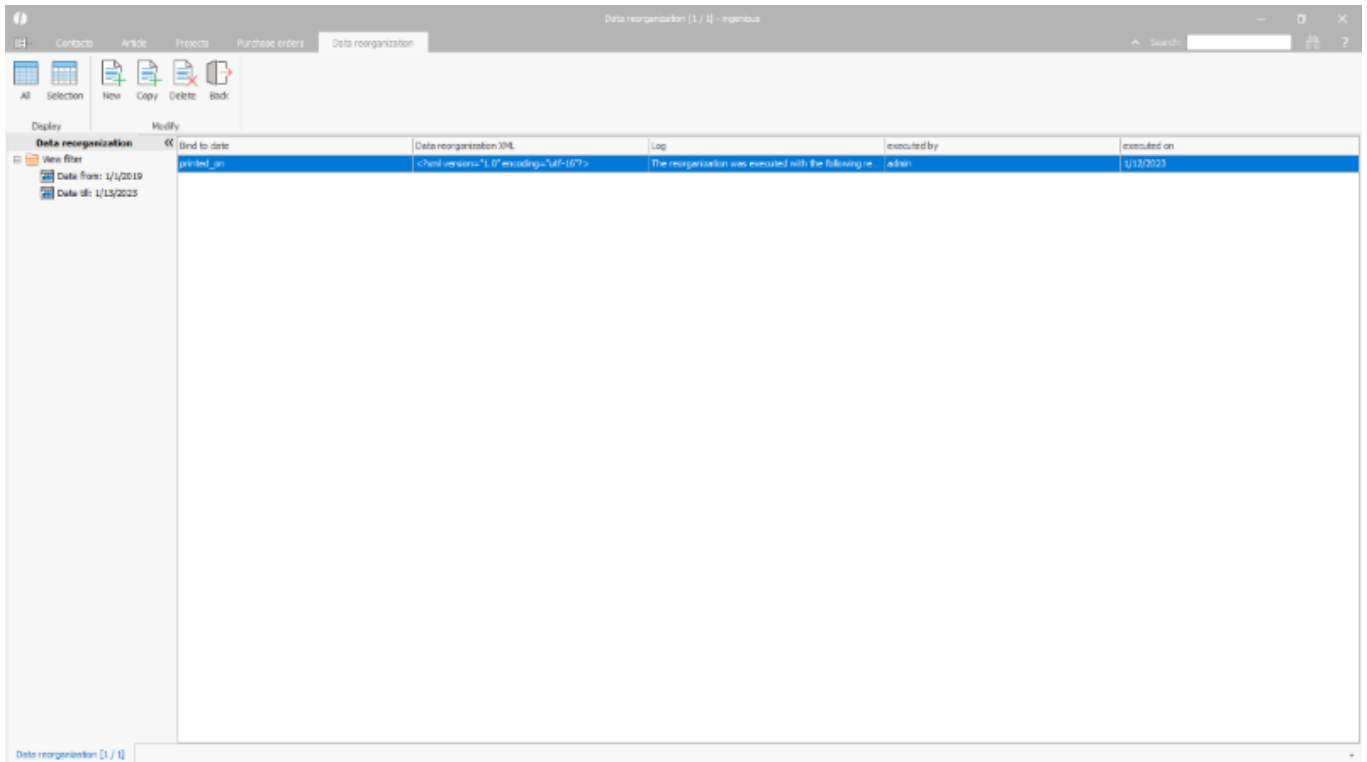 Data reorganization [1 / 1] - ingenious
Contacts Article Projects Purchase orders Data reorganization Search: ?
All Selection New Copy Delete Back
Display Modify
Data reorganization
View filter
Data from: 1/1/2019
Data till: 1/13/2023
Bind to date Data reorganization XML Log executed by executed on
printed_on <?xml version="1.0" encoding="utf-16"?> The reorganization was executed with the following re... admin 1/12/2023
Data reorganization [1 / 1]